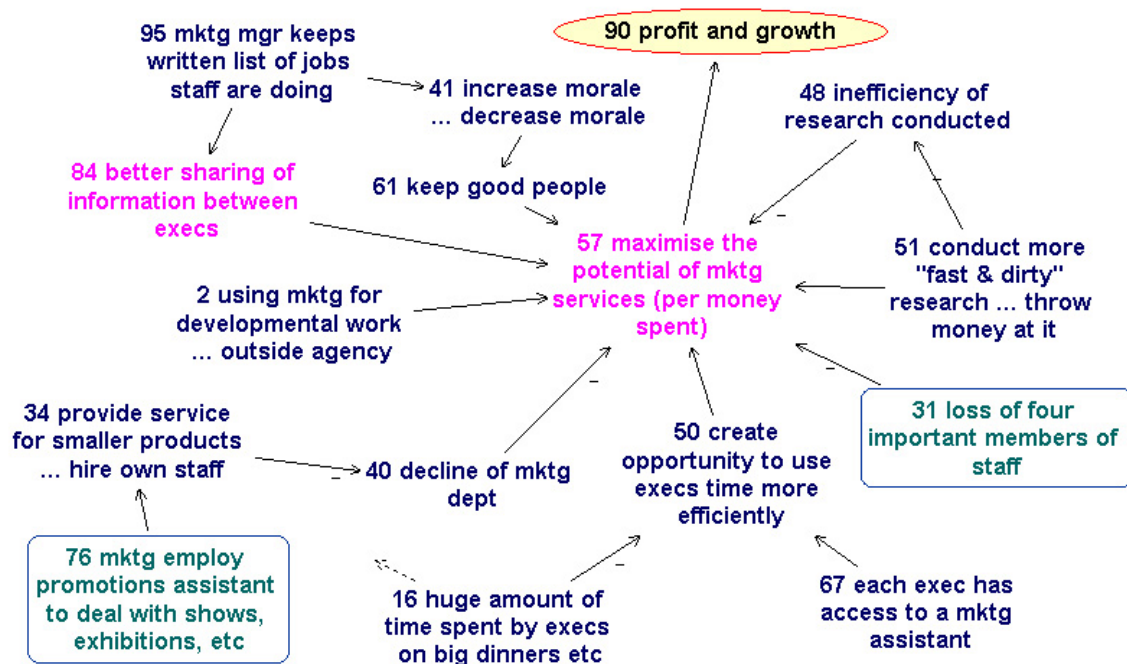 95 mktg mgr keeps
written list of jobs
staff are doing
90 profit and growth
41 increase morale
... decrease morale
48 inefficiency of
research conducted
84 better sharing of
information between
execs
61 keep good people
57 maximise the
potential of mktg
services (per money
spent)
51 conduct more
"fast & dirty"
research ... throw
money at it
2 using mktg for
developmental work
... outside agency
34 provide service
for smaller products
... hire own staff
40 decline of mktg
dept
50 create
opportunity to use
execs time more
efficiently
31 loss of four
important members of
staff
76 mktg employ
promotions assistant
to deal with shows,
exhibitions, etc
16 huge amount of
time spent by execs
on big dinners etc
67 each exec has
access to a mktg
assistant